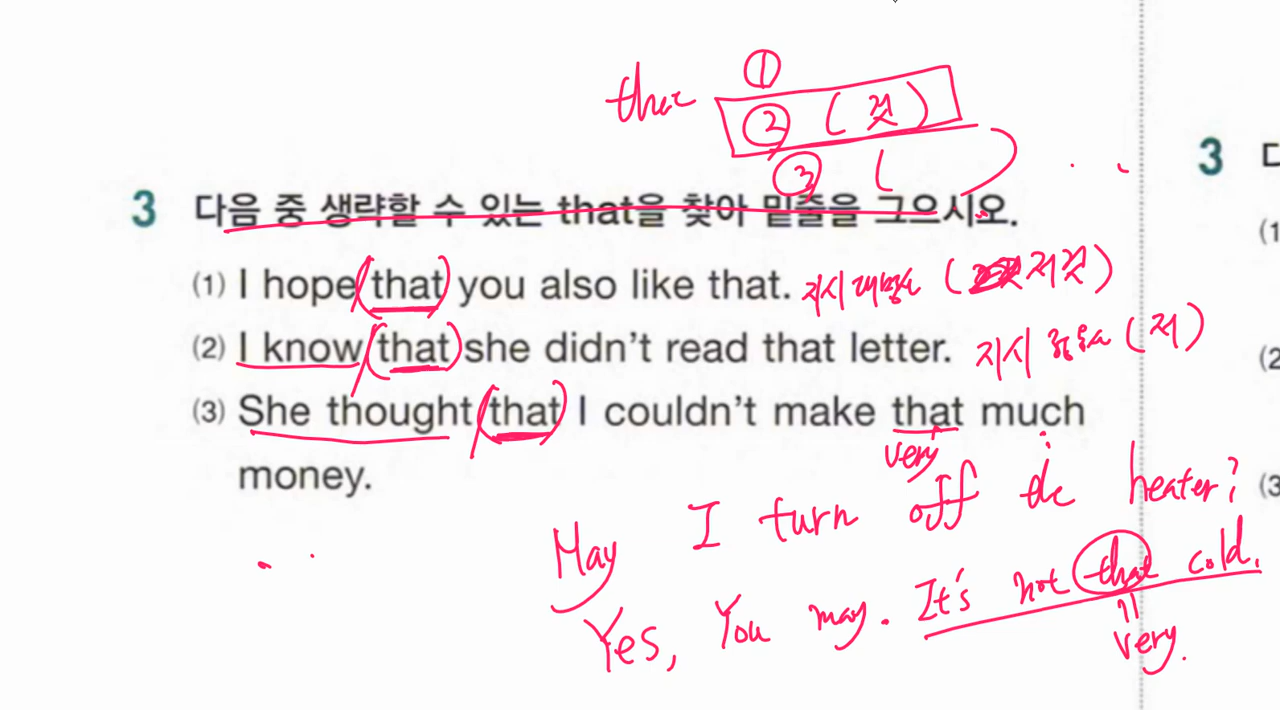 that ①
② ( 것 )
③ ( )
3 다음 중 생략할 수 있는 that을 찾아 밑줄을 그으시오. 3
(1) I hope (that) you also like that. 지시대명사 ( 저것 ) (1
(2) I know (that) she didn't read that letter. 지시 형용사 (저) (2
(3) She thought (that) I couldn't make that much
very
money. (3
May I turn off the heater?
Yes, You may. It's not that cold.
very.